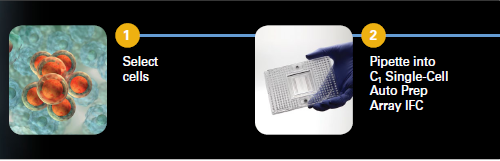 1
Select
cells
2
Pipette into
C₁ Single-Cell
Auto Prep
Array IFC